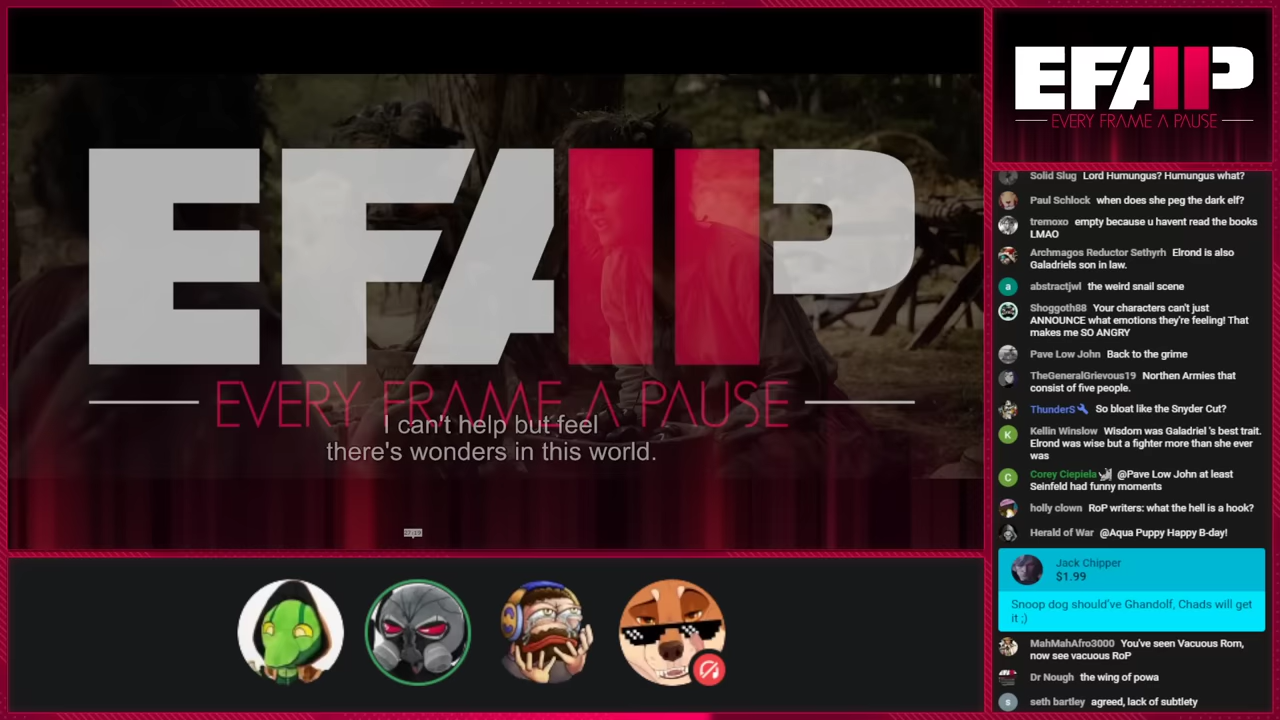 EFAP
EVERY FRAME A PAUSE
I can't help but feel
there's wonders in this world.
EFAP
EVERY FRAME A PAUSE
Solid Slug Lord Humungus? Humungus what?
Paul Schlock when does she peg the dark elf?
tremoxo empty because u havent read the books
LMAO
Archmagos Reductor Sethyrh Elrond is also
Galadriels son in law.
a abstractjwl the weird snail scene
Shoggoth88 Your characters can't just
ANNOUNCE what emotions they're feeling! That
makes me SO ANGRY
Pave Low John Back to the grime
TheGeneralGrievous19 Northen Armies that
consist of five people.
ThunderS So bloat like the Snyder Cut?
K Kellin Winslow Wisdom was Galadriel 's best trait.
Elrond was wise but a fighter more than she ever
was
C Corey Ciepiela @Pave Low John at least
Seinfeld had funny moments
holly clown RoP writers: what the hell is a hook?
Herald of War @Aqua Puppy Happy B-day!
Jack Chipper
$1.99
Snoop dog should've Ghandolf, Chads will get
it ;)
MahMahAfro3000 You've seen Vacuous Rom,
now see vacuous RoP
Dr Nough the wing of powa
s seth bartley agreed, lack of subtlety